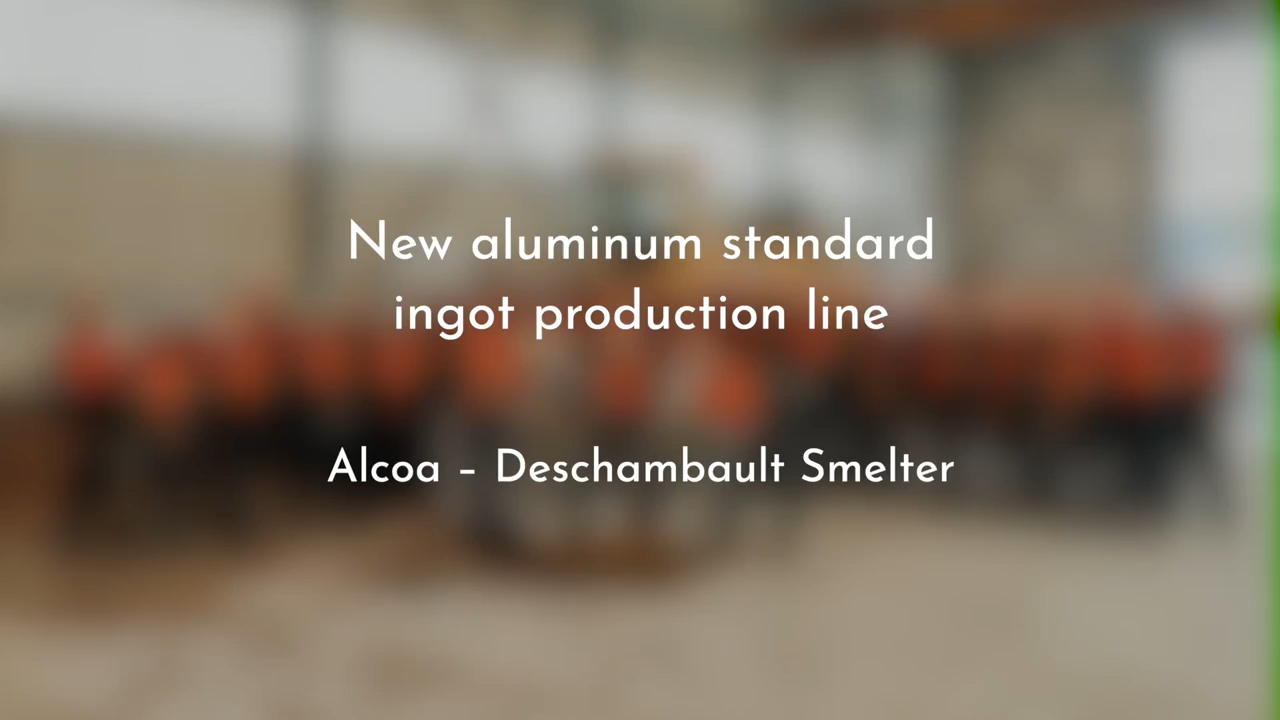 New aluminum standard
ingot production line
Alcoa – Deschambault Smelter